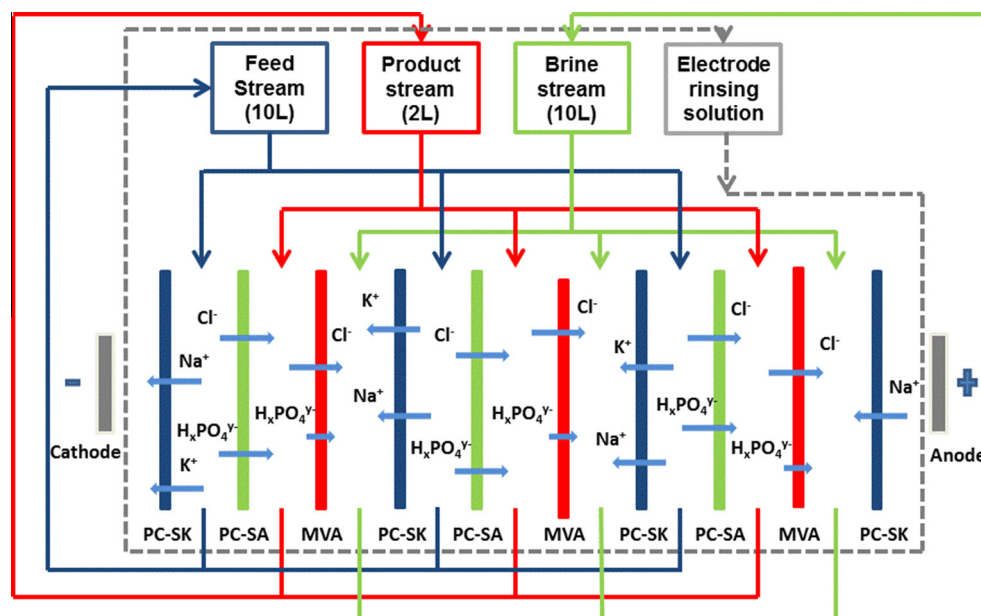 Feed
Stream
(10L)
Product
stream
(2L)
Brine
stream
(10L)
Electrode
rinsing
solution
Cl⁻
Na⁺
HₓPO₄ʸ⁻
K⁺
Cl⁻
HₓPO₄ʸ⁻
K⁺
Na⁺
Cl⁻
HₓPO₄ʸ⁻
Cl⁻
HₓPO₄ʸ⁻
K⁺
Na⁺
Cl⁻
HₓPO₄ʸ⁻
Cl⁻
HₓPO₄ʸ⁻
Na⁺
-
Cathode
+
Anode
PC-SK
PC-SA
MVA
PC-SK
PC-SA
MVA
PC-SK
PC-SA
MVA
PC-SK